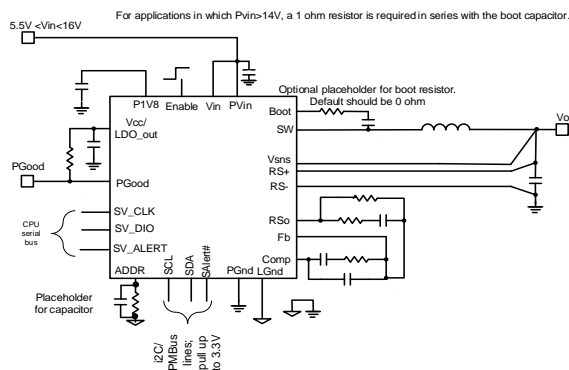 For applications in which Pvin>14V, a 1 ohm resistor is required in series with the boot capacitor.
5.5V <Vin<16V
Optional placeholder for boot resistor.
Default should be 0 ohm
P1V8
Enable
Vin
PVin
Boot
Vo
Vcc/
LDO_out
SW
Vsns
RS+
RS-
PGood
PGood
SV_CLK
SV_DIO
SV_ALERT
CPU
serial
bus
RSo
Fb
Comp
ADDR
SCL
SDA
SAlert#
PGnd
LGnd
Placeholder
for capacitor
i2C/
PMBus
lines;
pull up
to 3.3V